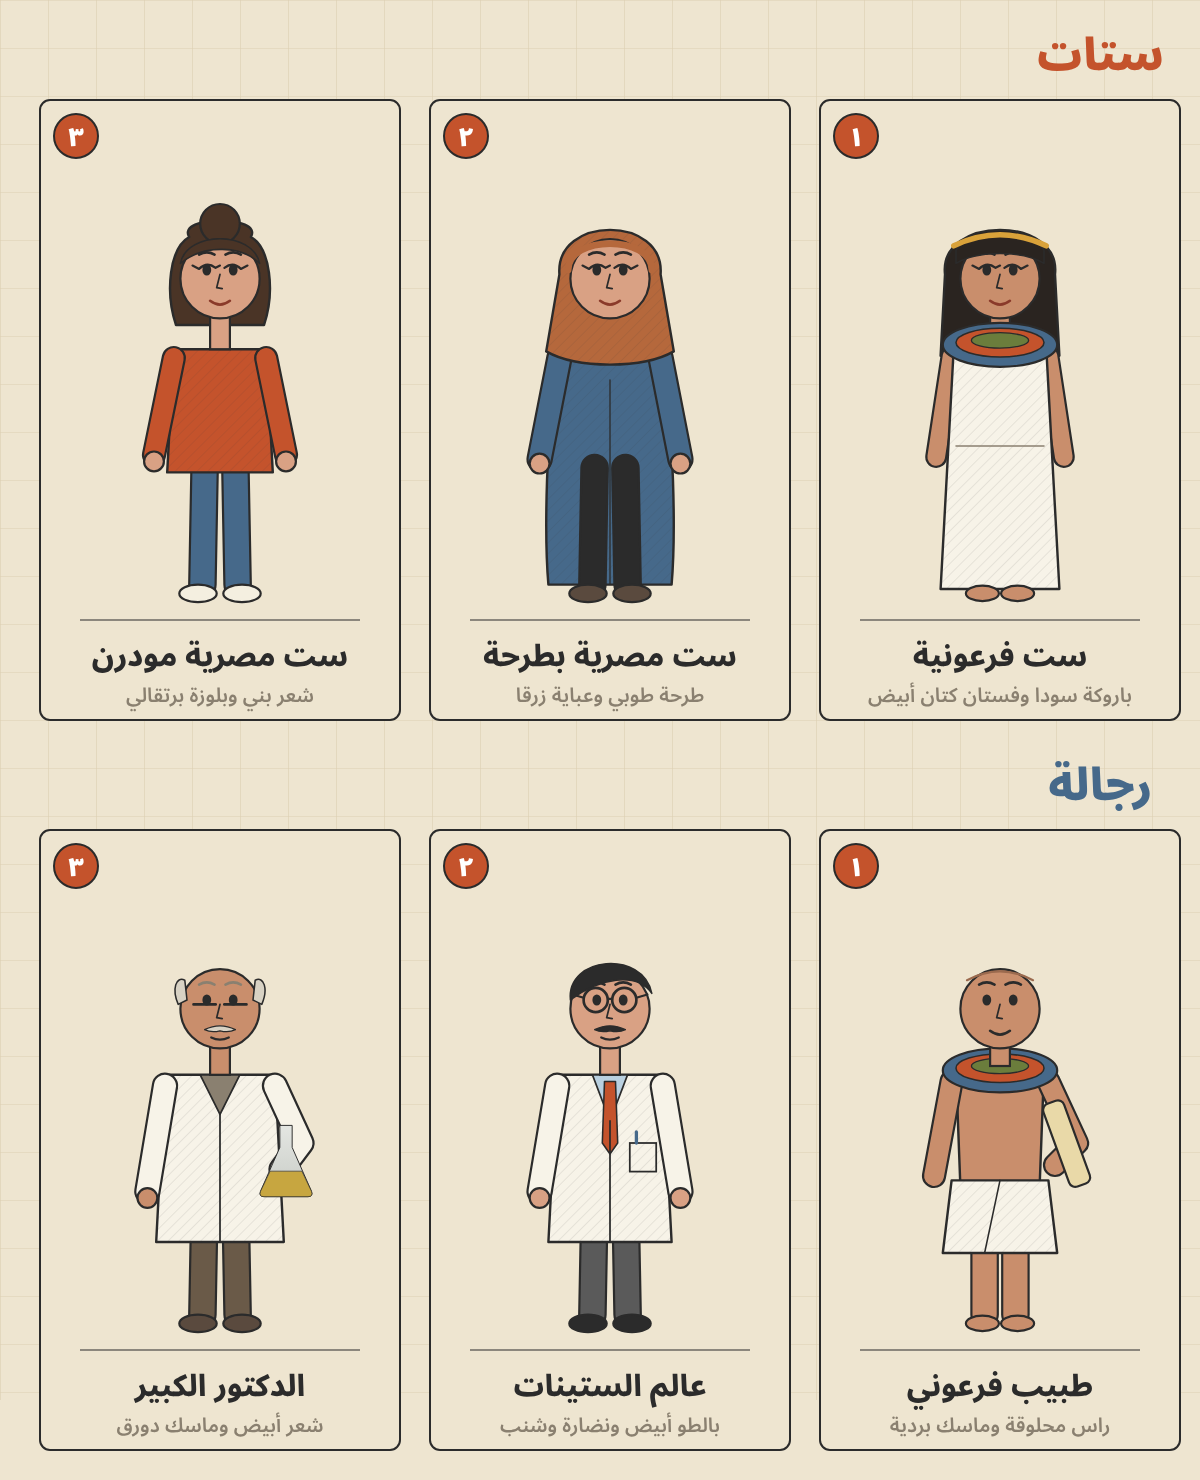 ستات
١
ست فرعونية
باروكة سودا وفستان كتان أبيض
٢
ست مصرية بطرحة
طرحة طوبي وعباية زرقا
٣
ست مصرية مودرن
شعر بني وبلوزة برتقالي
رجالة
١
طبيب فرعوني
راس محلوقة وماسك بردية
٢
عالم الستينات
بالطو أبيض ونضارة وشنب
٣
الدكتور الكبير
شعر أبيض وماسك دورق